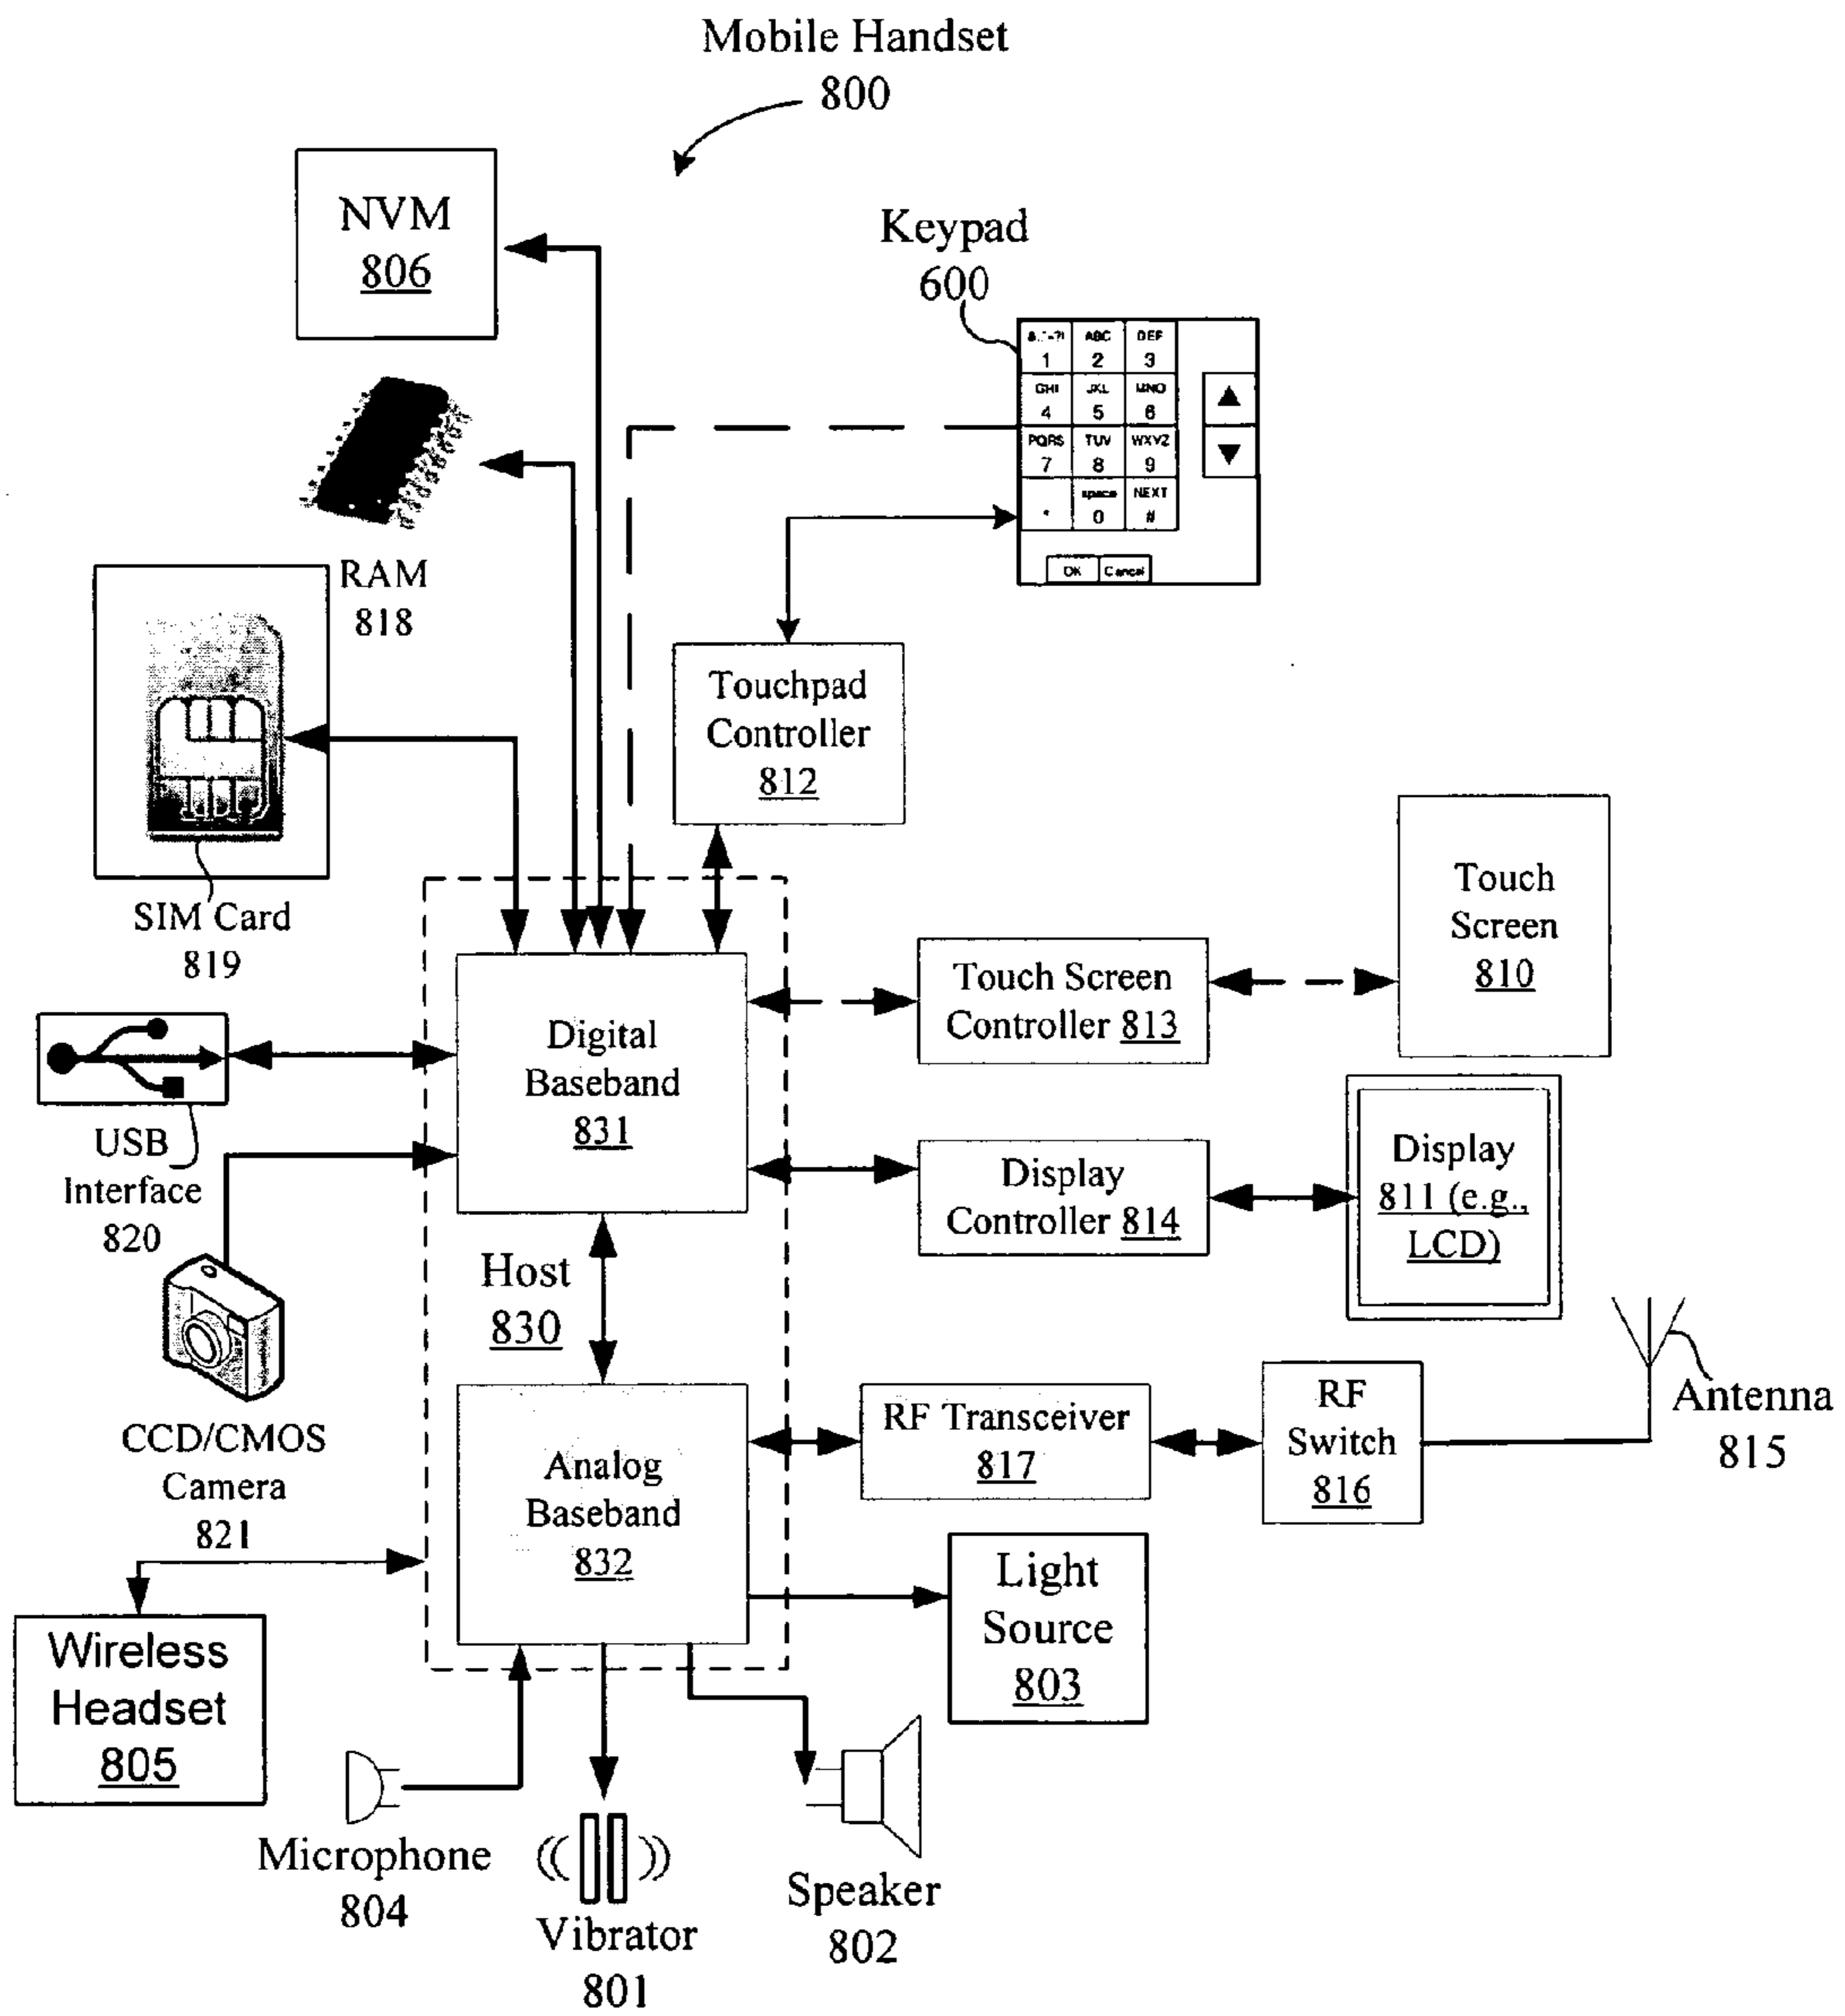 Mobile Handset
800
NVM
806
Keypad
600
ABC
DEF
1
2
3
GHI
JKL
MNO
4
5
6
PQRS
TUV
WXYZ
7
8
9
space
NEXT
*
0
#
OK
Cancel
RAM
818
Touchpad
Controller
812
SIM Card
819
Touch
Screen
810
Touch Screen
Controller 813
Digital
Baseband
831
USB
Interface
820
Display
Controller 814
Display
811 (e.g.,
LCD)
Host
830
CCD/CMOS
Camera
821
Analog
Baseband
832
RF Transceiver
817
RF
Switch
816
Antenna
815
Light
Source
803
Wireless
Headset
805
Microphone
804
Vibrator
801
Speaker
802